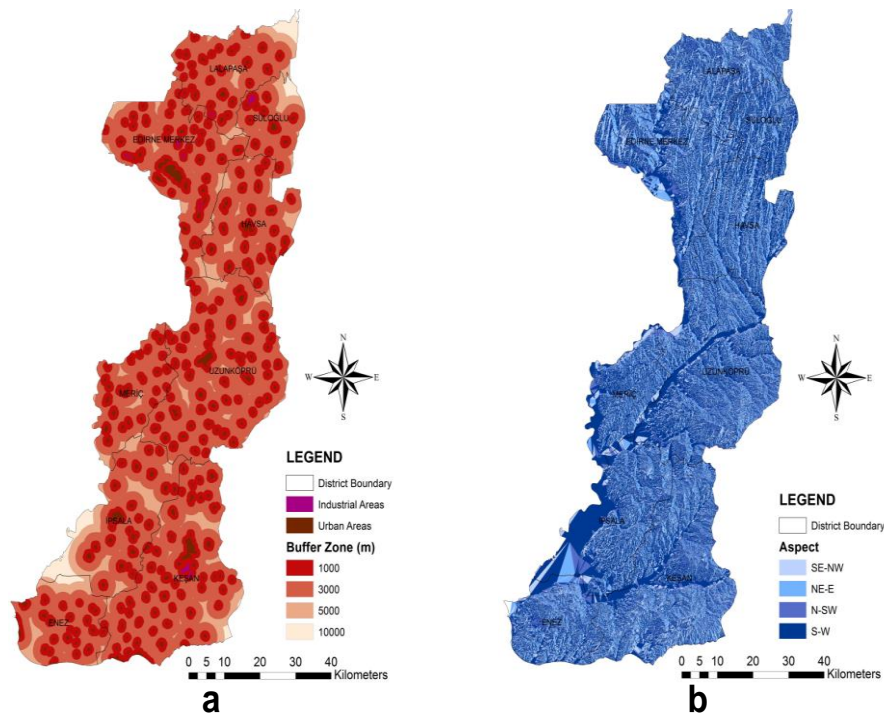 LALAPAŞA
SÜLOĞLU
EDİRNE MERKEZ
HAVSA
UZUNKÖPRÜ
MERİÇ
İPSALA
KEŞAN
ENEZ
N
W E
S
LEGEND
District Boundary
Industrial Areas
Urban Areas
Buffer Zone (m)
1000
3000
5000
10000
0 5 10 20 30 40
Kilometers
a
LALAPAŞA
SÜLOĞLU
EDİRNE MERKEZ
HAVSA
UZUNKÖPRÜ
MERİÇ
İPSALA
KEŞAN
ENEZ
N
W E
S
LEGEND
District Boundary
Aspect
SE-NW
NE-E
N-SW
S-W
0 5 10 20 30 40
Kilometers
b